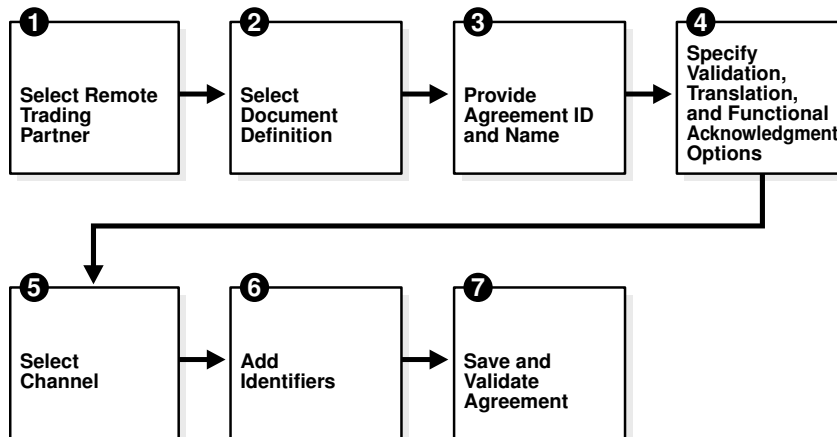 1
Select Remote
Trading
Partner
2
Select
Document
Definition
3
Provide
Agreement ID
and Name
4
Specify
Validation,
Translation,
and Functional
Acknowledgment
Options
5
Select
Channel
6
Add
Identifiers
7
Save and
Validate
Agreement